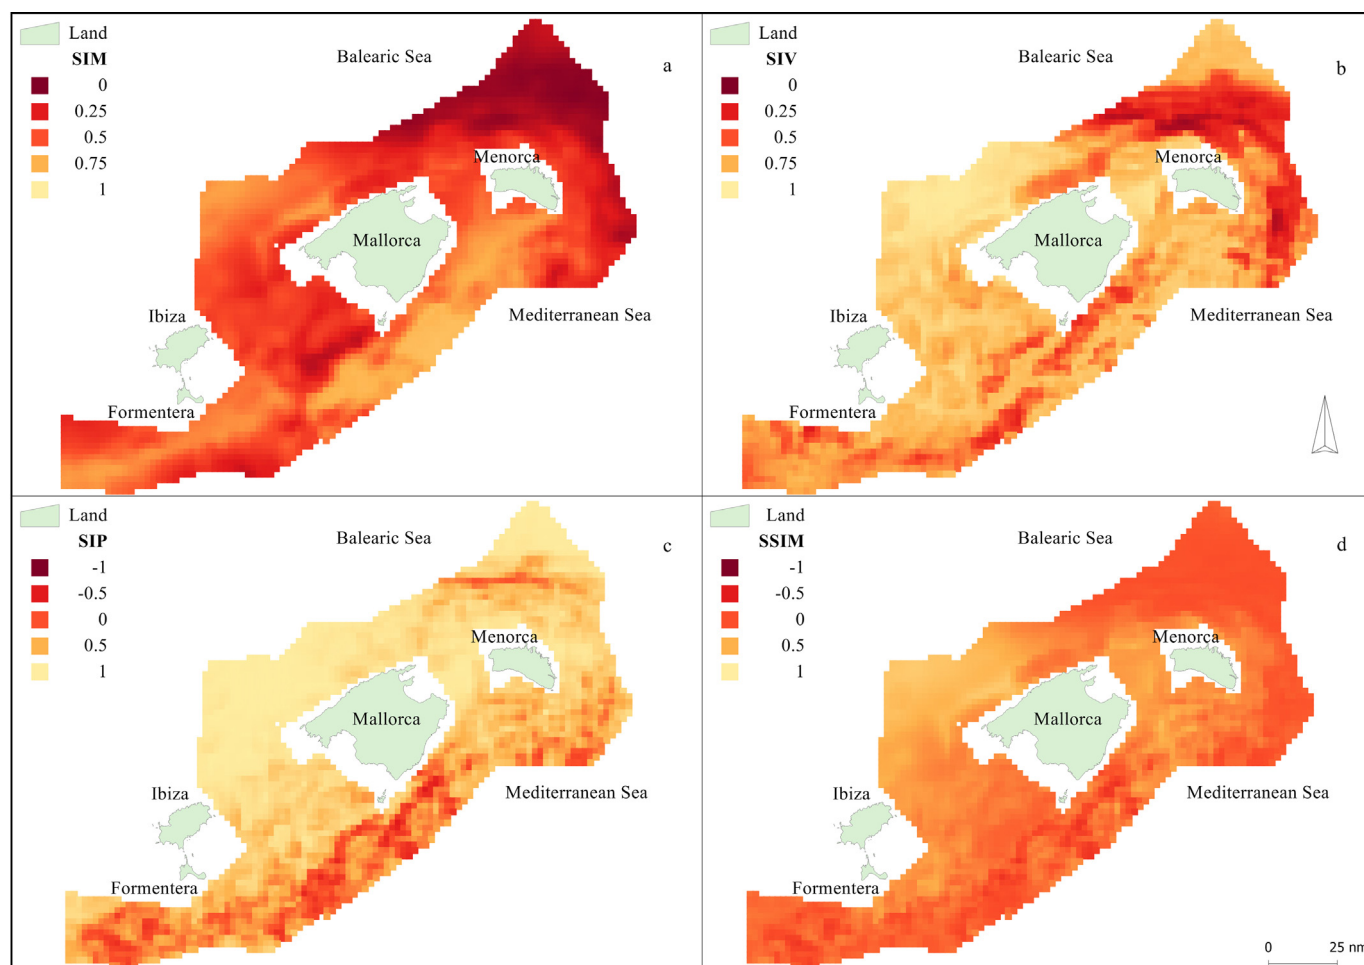 Land
SIM
0
0.25
0.5
0.75
1
Balearic Sea
a
Menorca
Mallorca
Ibiza
Mediterranean Sea
Formentera
Land
SIV
0
0.25
0.5
0.75
1
Balearic Sea
b
Menorca
Mallorca
Ibiza
Mediterranean Sea
Formentera
Land
SIP
-1
-0.5
0
0.5
1
Balearic Sea
c
Menorca
Mallorca
Ibiza
Mediterranean Sea
Formentera
Land
SSIM
-1
-0.5
0
0.5
1
Balearic Sea
d
Menorca
Mallorca
Ibiza
Mediterranean Sea
Formentera
0 25 nm